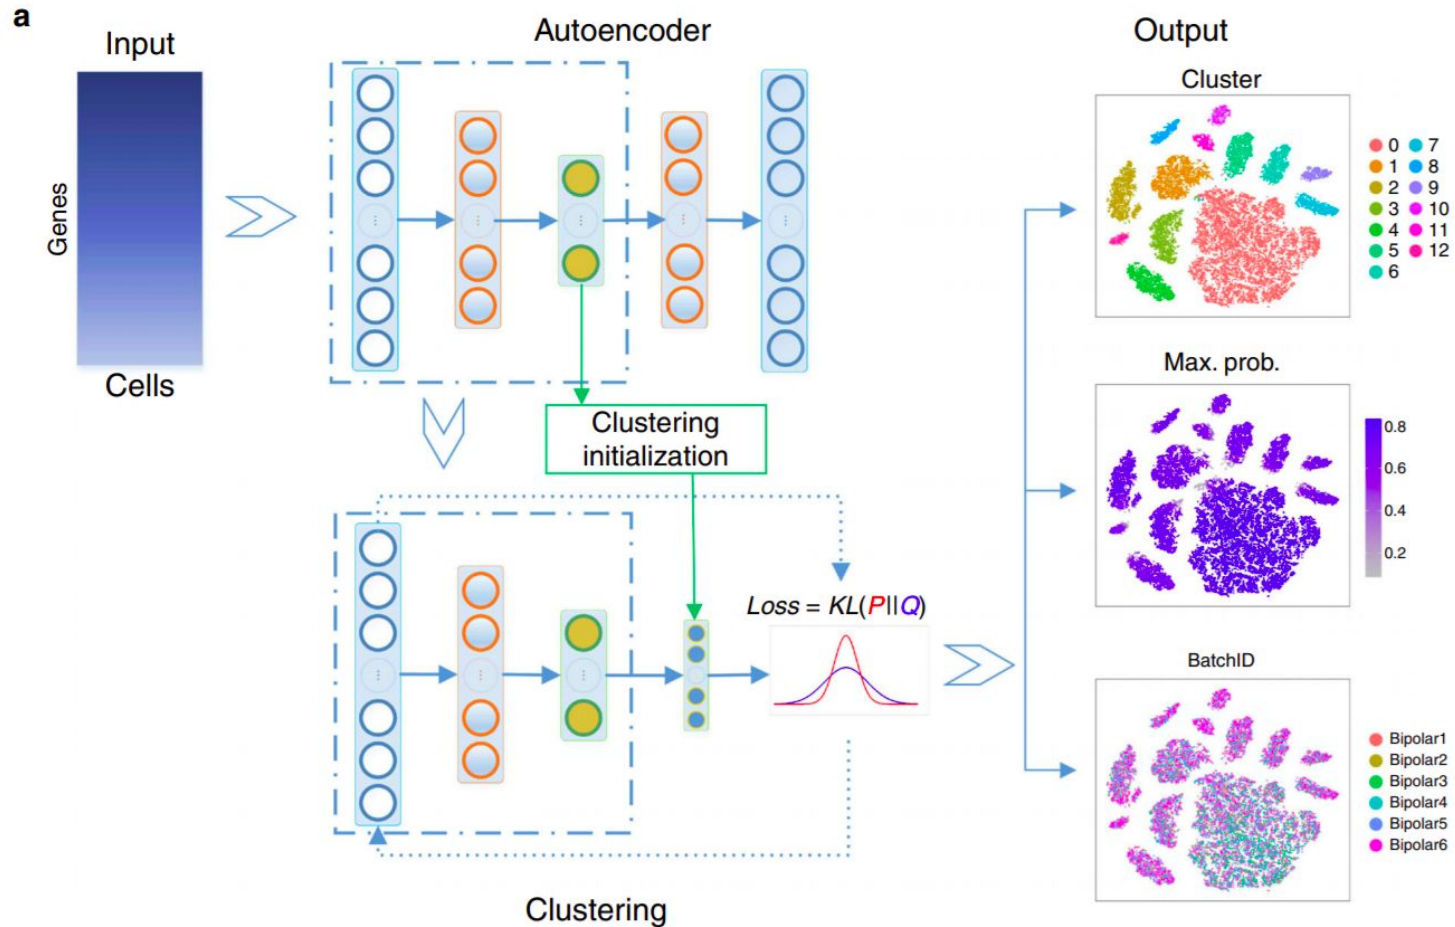 a
Input
Autoencoder
Output
Genes
Cells
Cluster
0
1
2
3
4
5
6
7
8
9
10
11
12
Clustering
initialization
Max. prob.
0.8
0.6
0.4
0.2
Loss = KL(P||Q)
BatchID
Bipolar1
Bipolar2
Bipolar3
Bipolar4
Bipolar5
Bipolar6
Clustering